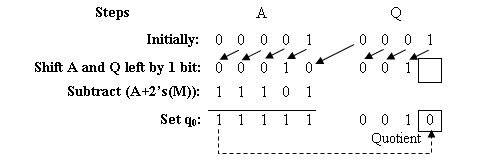 Steps A Q
Initially: 0 0 0 0 1 0 0 0 1
Shift A and Q left by 1 bit: 0 0 0 1 0 0 0 1
Subtract (A+2's(M)): 1 1 1 0 1
Set q₀: 1 1 1 1 1 0 0 1 0
Quotient